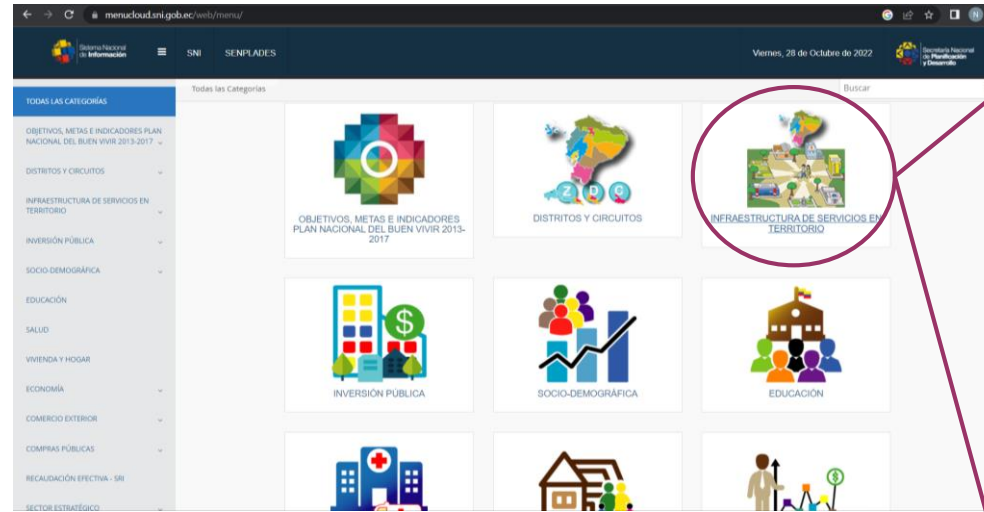 menucloud.sni.gob.ec/web/menu/
N
Sistema Nacional
de Información
SNI
SENPLADES
Viernes, 28 de Octubre de 2022
Secretaría Nacional
de Planificación
y Desarrollo
TODAS LAS CATEGORÍAS
Todas las Categorías
Buscar
OBJETIVOS, METAS E INDICADORES PLAN
NACIONAL DEL BUEN VIVIR 2013-2017
DISTRITOS Y CIRCUITOS
INFRAESTRUCTURA DE SERVICIOS EN
TERRITORIO
INVERSIÓN PÚBLICA
SOCIO-DEMOGRÁFICA
EDUCACIÓN
SALUD
VIVIENDA Y HOGAR
ECONOMÍA
COMERCIO EXTERIOR
COMPRAS PÚBLICAS
RECAUDACIÓN EFECTIVA - SRI
SECTOR ESTRATÉGICO
OBJETIVOS, METAS E INDICADORES
PLAN NACIONAL DEL BUEN VIVIR 2013-
2017
Z D C
DISTRITOS Y CIRCUITOS
INFRAESTRUCTURA DE SERVICIOS EN
TERRITORIO
$
INVERSIÓN PÚBLICA
SOCIO-DEMOGRÁFICA
EDUCACIÓN
$